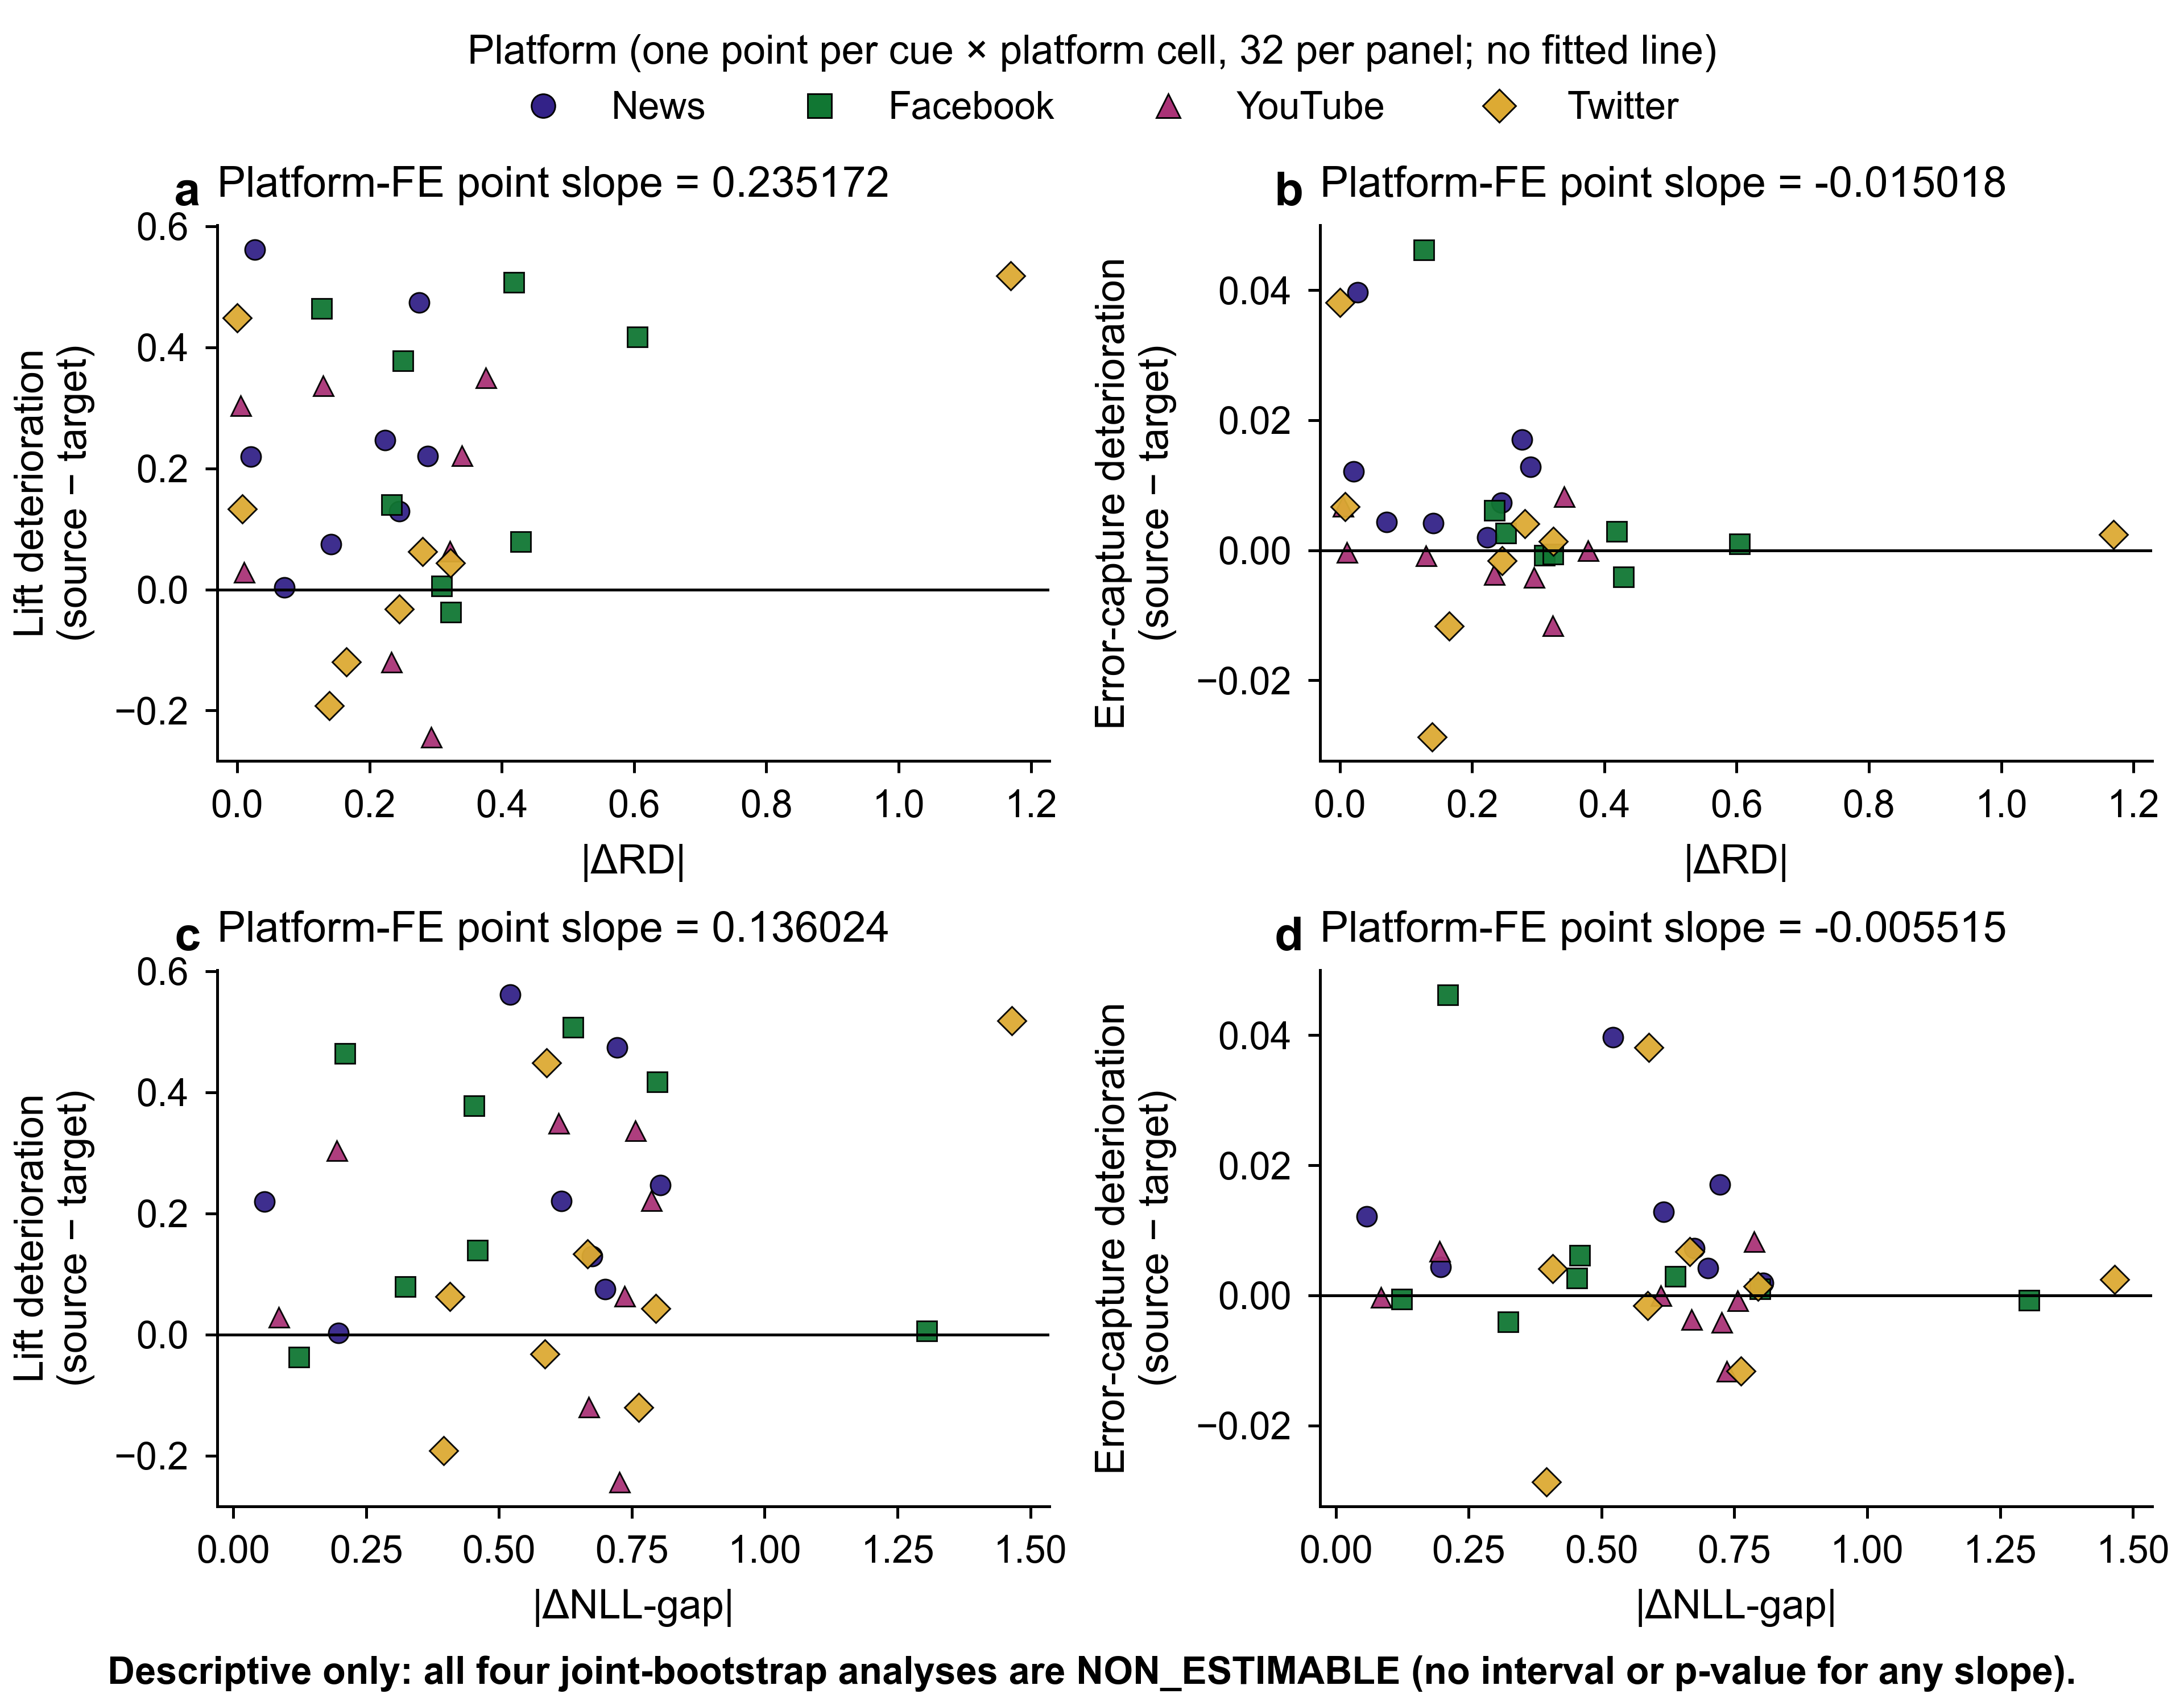 Platform (one point per cue × platform cell, 32 per panel; no fitted line)
News Facebook YouTube Twitter
a Platform-FE point slope = 0.235172
0.6
0.4
0.2
0.0
−0.2
Lift deterioration
(source − target)
0.0 0.2 0.4 0.6 0.8 1.0 1.2
|ΔRD|
b Platform-FE point slope = -0.015018
0.04
0.02
0.00
−0.02
Error-capture deterioration
(source − target)
0.0 0.2 0.4 0.6 0.8 1.0 1.2
|ΔRD|
c Platform-FE point slope = 0.136024
0.6
0.4
0.2
0.0
−0.2
Lift deterioration
(source − target)
0.00 0.25 0.50 0.75 1.00 1.25 1.50
|ΔNLL-gap|
d Platform-FE point slope = -0.005515
0.04
0.02
0.00
−0.02
Error-capture deterioration
(source − target)
0.00 0.25 0.50 0.75 1.00 1.25 1.50
|ΔNLL-gap|
Descriptive only: all four joint-bootstrap analyses are NON_ESTIMABLE (no interval or p-value for any slope).